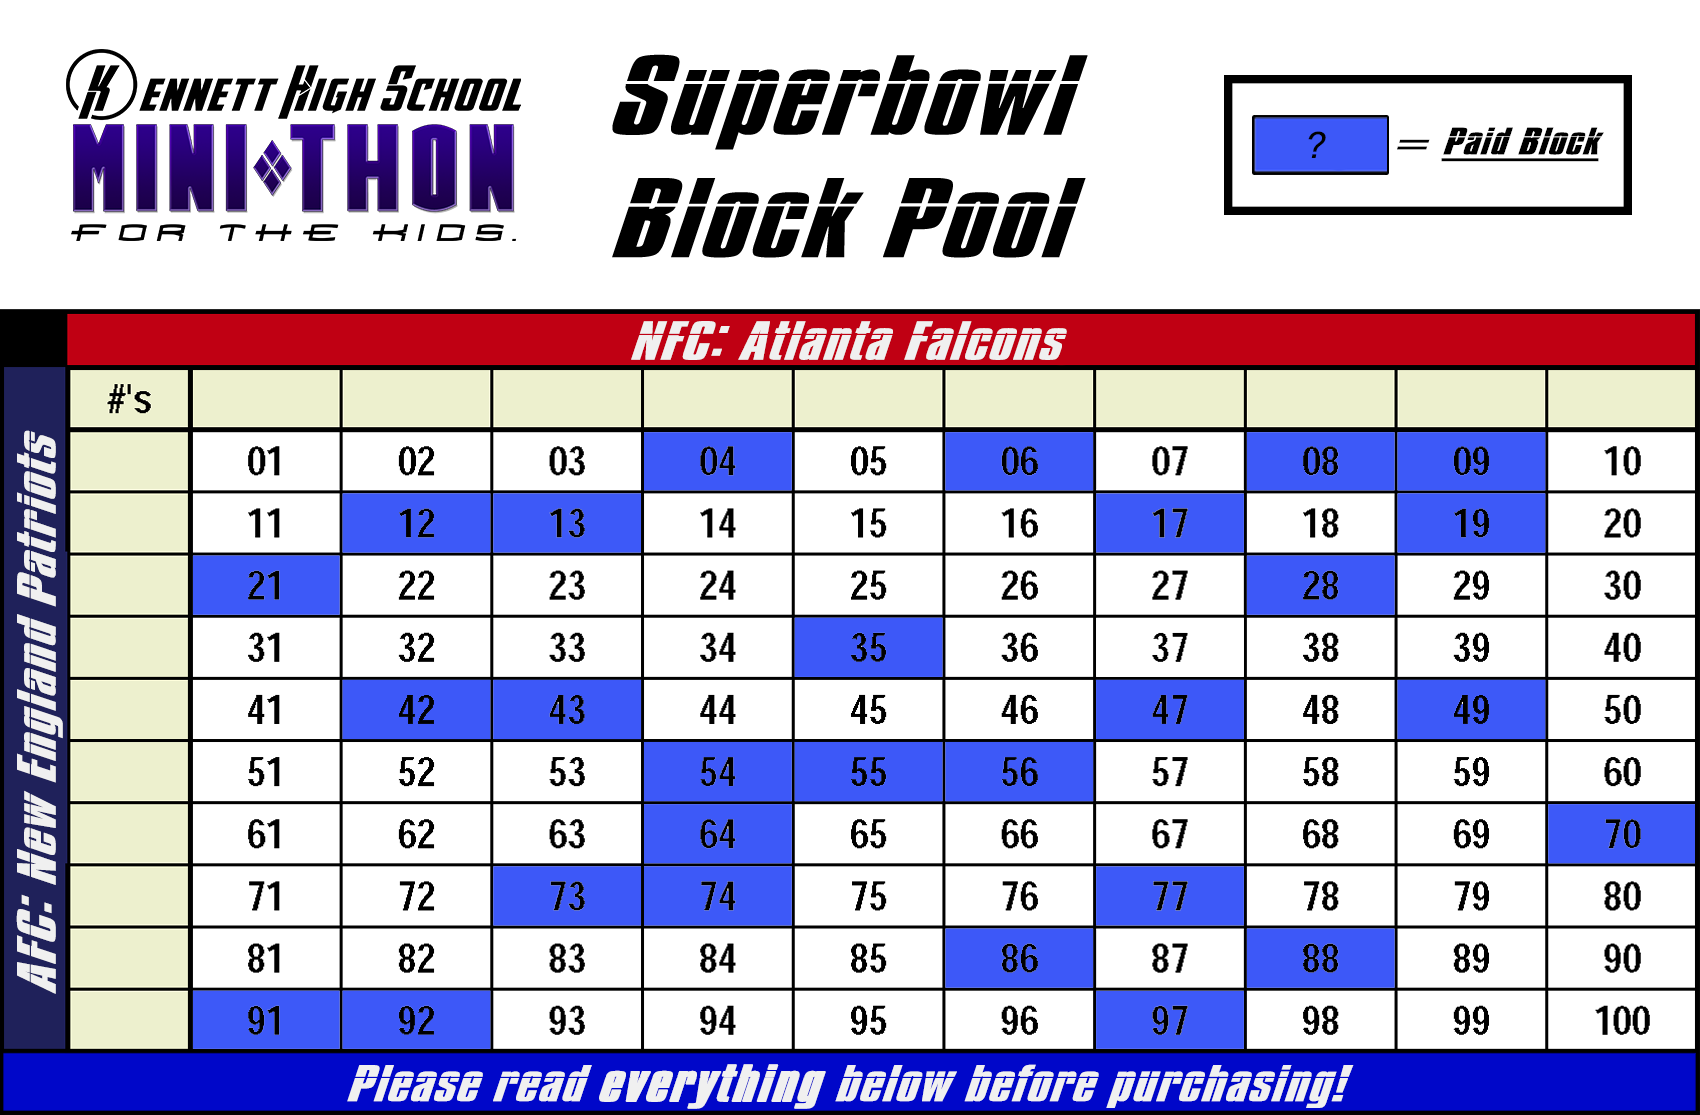 KENNETT HIGH SCHOOL
MINI THON
FOR THE KIDS.
Superbowl
Block Pool
? = Paid Block
NFC: Atlanta Falcons
AFC: New England Patriots
#'s
01 02 03 04 05 06 07 08 09 10
11 12 13 14 15 16 17 18 19 20
21 22 23 24 25 26 27 28 29 30
31 32 33 34 35 36 37 38 39 40
41 42 43 44 45 46 47 48 49 50
51 52 53 54 55 56 57 58 59 60
61 62 63 64 65 66 67 68 69 70
71 72 73 74 75 76 77 78 79 80
81 82 83 84 85 86 87 88 89 90
91 92 93 94 95 96 97 98 99 100
Please read everything below before purchasing!